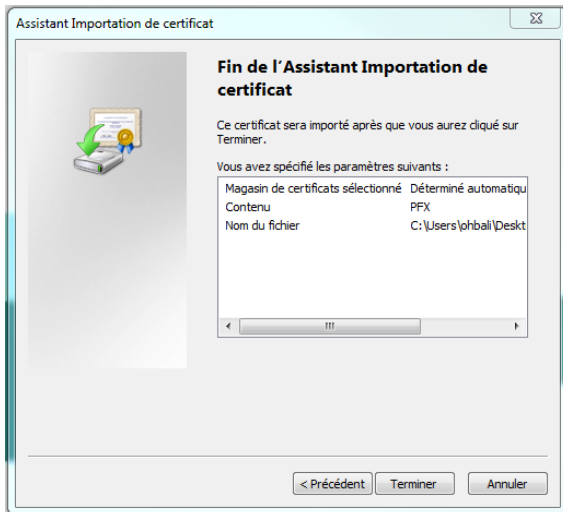 Assistant Importation de certificat
Fin de l'Assistant Importation de
certificat
Ce certificat sera importé après que vous aurez cliqué sur
Terminer.
Vous avez spécifié les paramètres suivants :
Magasin de certificats sélectionné Déterminé automatiqu
Contenu PFX
Nom du fichier C:\Users\ohbali\Deskt
< Précédent Terminer Annuler